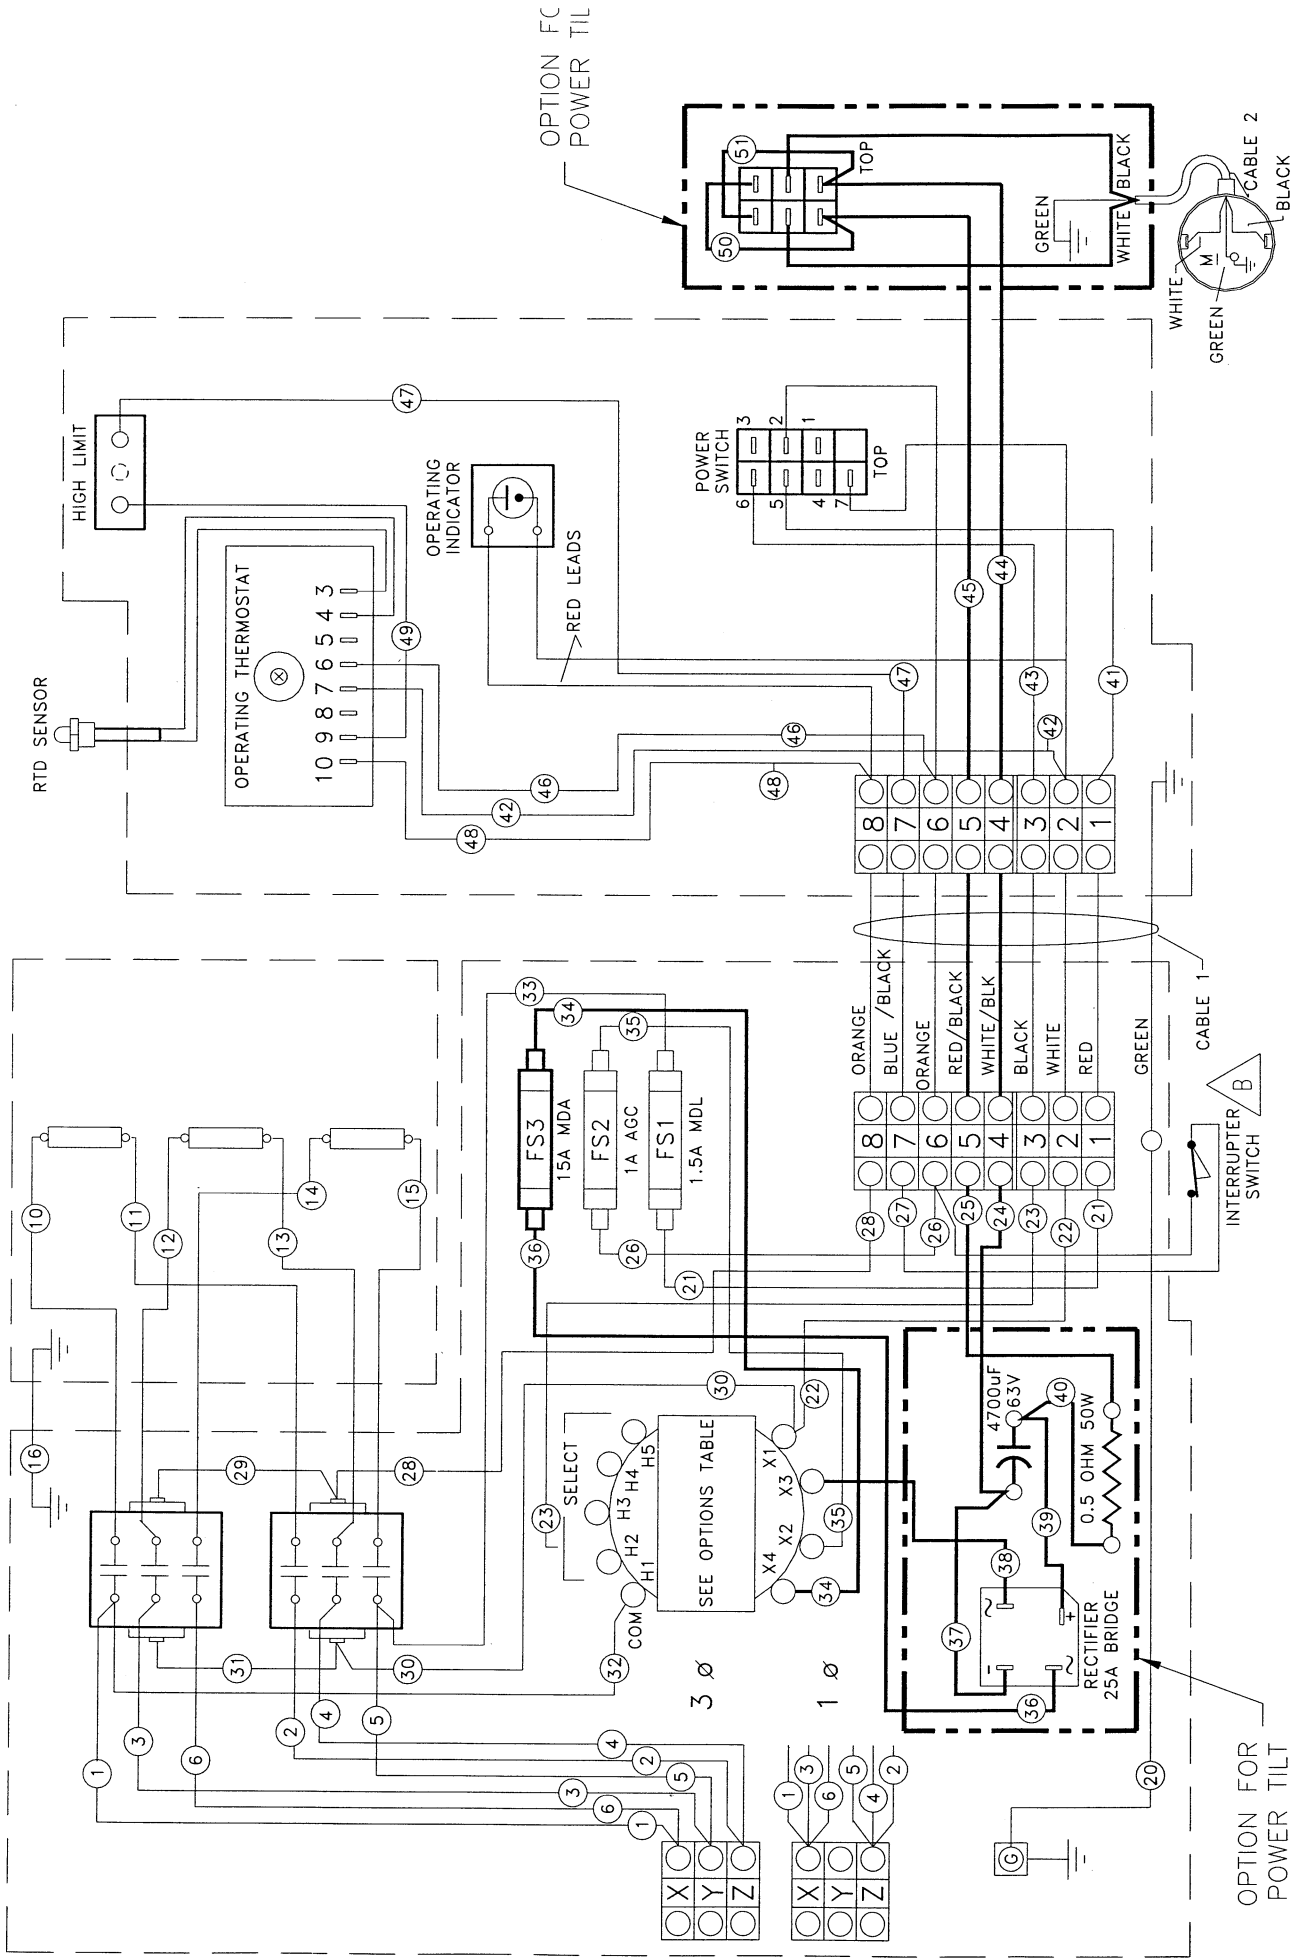 OPTION FO
POWER TIL
RTD SENSOR
HIGH LIMIT
OPERATING THERMOSTAT
10 9 8 7 6 5 4 3
47
49
OPERATING
INDICATOR
RED LEADS
48
42
46
46
48
47
42
43
41
45
44
POWER
SWITCH
6 3
5 2
4 1
7
TOP
50
51
TOP
GREEN
WHITE
BLACK
WHITE
M
GREEN
CABLE 2
BLACK
8
7
6
5
4
3
2
1
ORANGE
BLUE /BLACK
ORANGE
RED/BLACK
WHITE/BLK
BLACK
WHITE
RED
GREEN
CABLE 1
8
7
6
5
4
3
2
1
28
27
26
25
24
23
22
21
INTERRUPTER
SWITCH
B
10
11
12
13
14
15
16
33
34
35
36
26
21
FS3
15A MDA
FS2
1A AGC
FS1
1.5A MDL
29
28
31
30
30
32
23
22
35
34
SELECT
COM
H1 H2 H3 H4 H5
SEE OPTIONS TABLE
X4 X2 X3 X1
1
3
6
2
4
5
4
2
5
3
6
1
X
Y
Z
3 Ø
1 Ø
1
3
6
5
4
2
X
Y
Z
4700uF
63V
40
0.5 OHM 50W
39
38
37
36
- ~
~ +
RECTIFIER
25A BRIDGE
G
20
OPTION FOR
POWER TILT